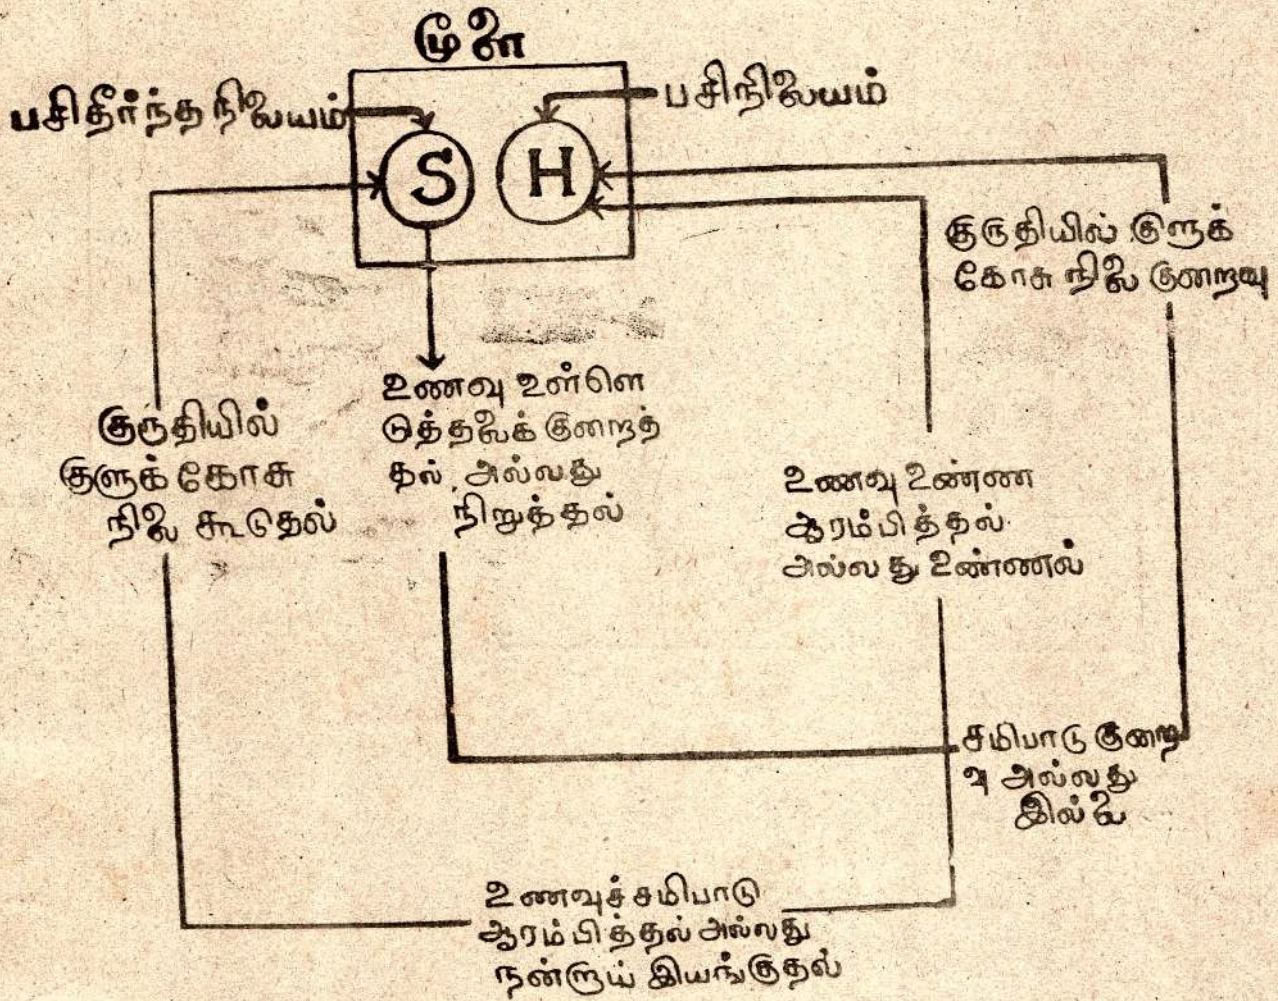 மூளை
பசிதீர்ந்த நிலையம்
பசிநிலையம்
S
H
குருதியில் குளுக்
கோசு நிலை குறைவு
உணவு உள்ளெ
டுத்தலைக் குறைத்
தல், அல்லது
நிறுத்தல்
குருதியில்
குளுக் கோசு
நிலை கூடுதல்
உணவு உண்ண
ஆரம்பித்தல்
அல்லது உண்ணல்
சமிபாடு குறை
வு அல்லது
இல்லை
உணவுச் சமிபாடு
ஆரம்பித்தல் அல்லது
நன்றாய் இயங்குதல்